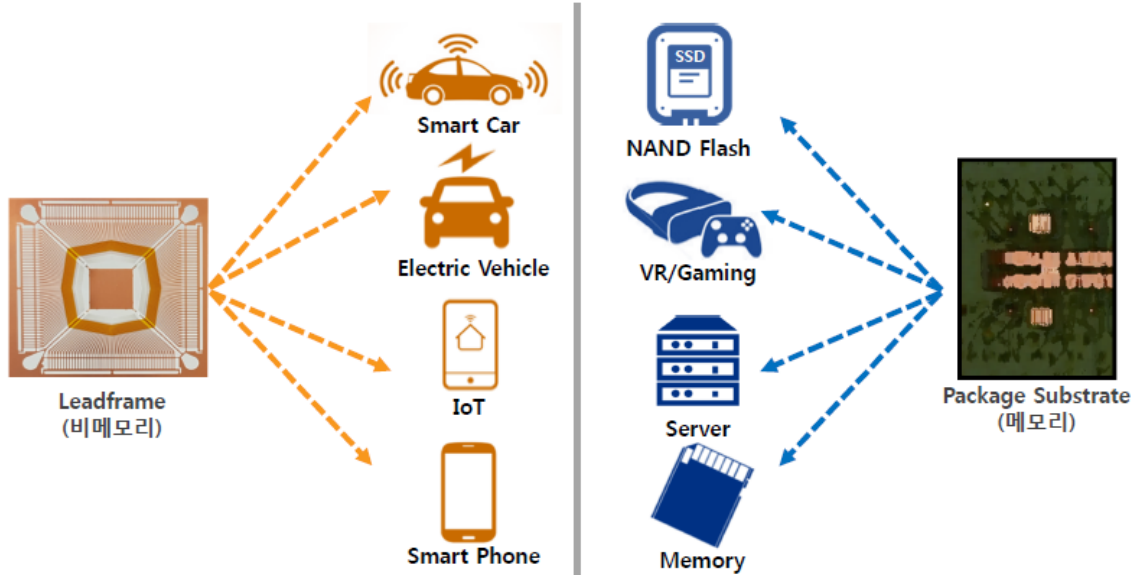 Smart Car
Electric Vehicle
IoT
Smart Phone
Leadframe
(비메모리)
SSD
NAND Flash
VR/Gaming
Server
Memory
Package Substrate
(메모리)